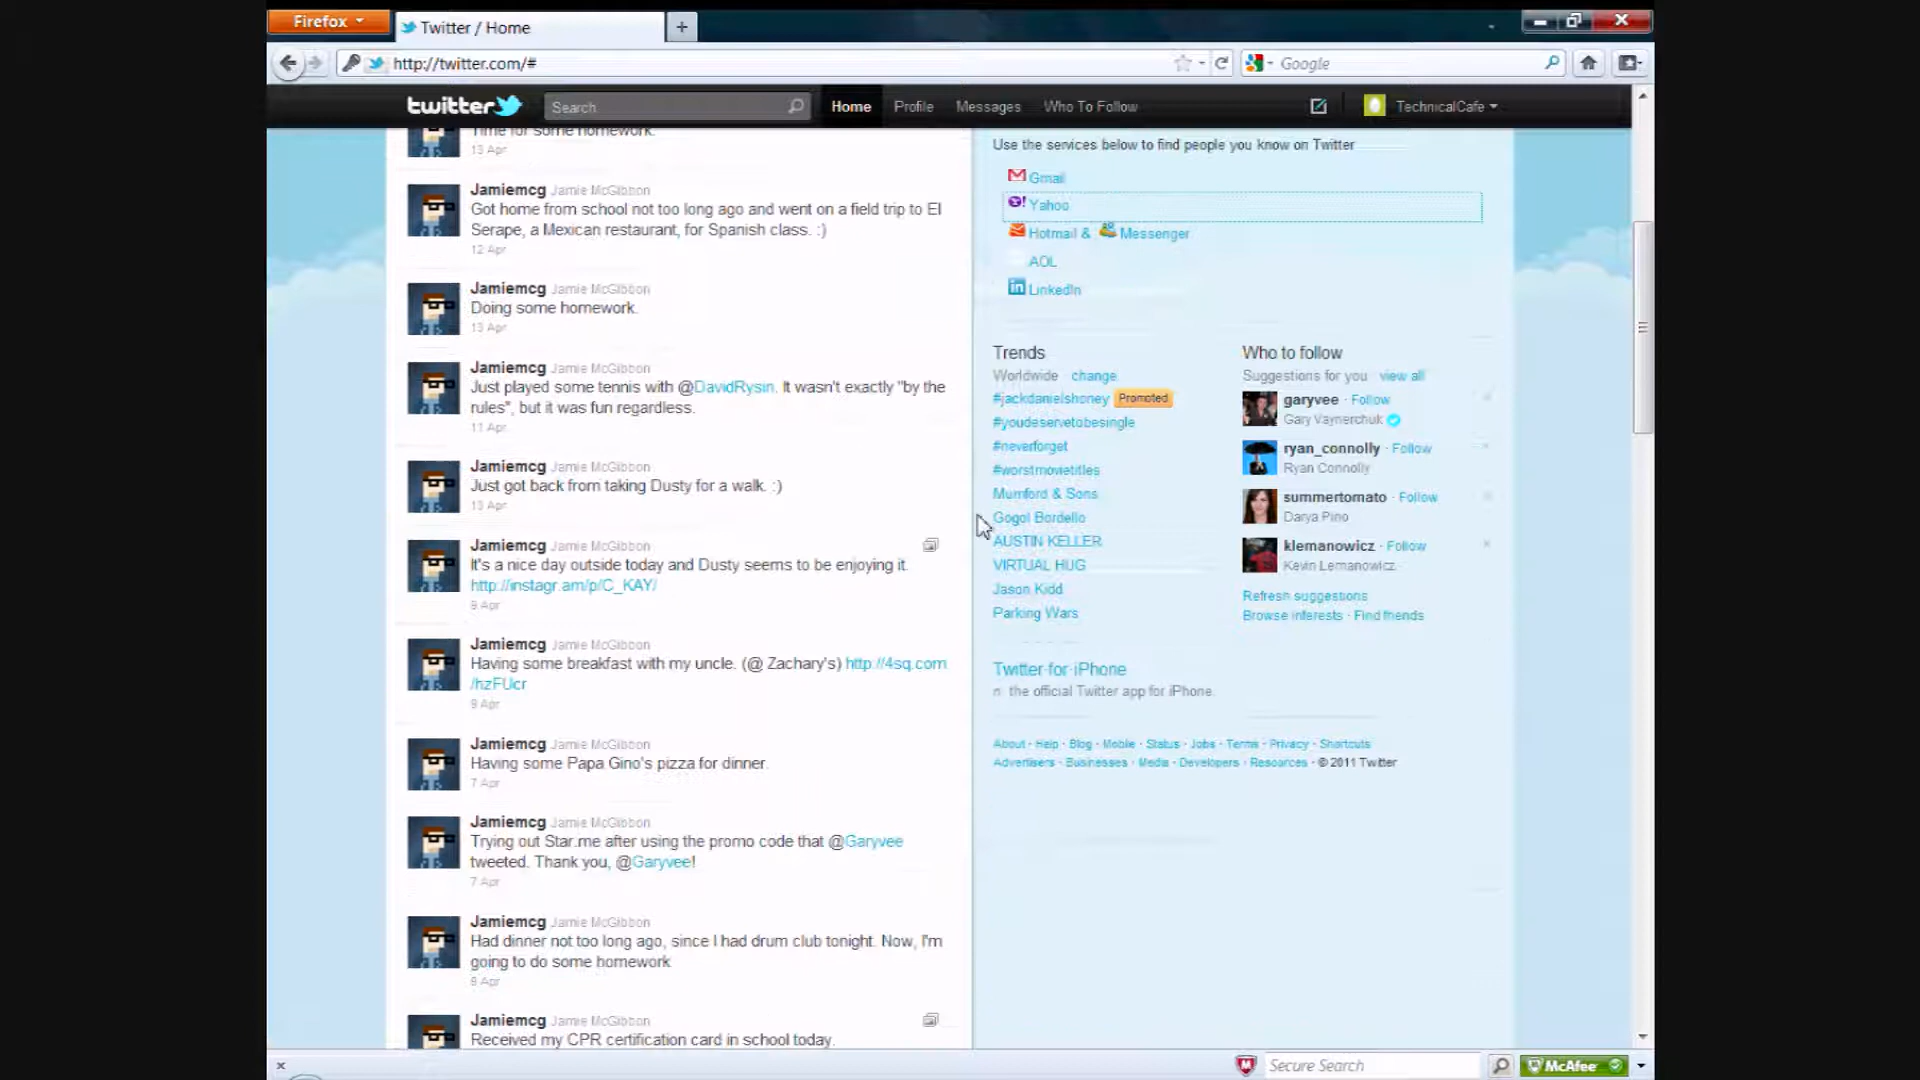 Firefox
Twitter / Home
http://twitter.com/#
Google
twitter
Search
Home
Profile
Messages
Who To Follow
TechnicalCafe
Time for some homework.
13 Apr
Jamiemcg Jamie McGibbon
Got home from school not too long ago and went on a field trip to El
Serape, a Mexican restaurant, for Spanish class. :)
12 Apr
Jamiemcg Jamie McGibbon
Doing some homework.
13 Apr
Jamiemcg Jamie McGibbon
Just played some tennis with @DavidRysin. It wasn't exactly "by the
rules", but it was fun regardless.
11 Apr
Jamiemcg Jamie McGibbon
Just got back from taking Dusty for a walk. :)
13 Apr
Jamiemcg Jamie McGibbon
It's a nice day outside today and Dusty seems to be enjoying it.
http://instagr.am/p/C_KAY/
9 Apr
Jamiemcg Jamie McGibbon
Having some breakfast with my uncle. (@ Zachary's) http://4sq.com
/hzFUcr
9 Apr
Jamiemcg Jamie McGibbon
Having some Papa Gino's pizza for dinner.
7 Apr
Jamiemcg Jamie McGibbon
Trying out Star.me after using the promo code that @Garyvee
tweeted. Thank you, @Garyvee!
7 Apr
Jamiemcg Jamie McGibbon
Had dinner not too long ago, since I had drum club tonight. Now, I'm
going to do some homework
8 Apr
Jamiemcg Jamie McGibbon
Received my CPR certification card in school today.
Use the services below to find people you know on Twitter
Gmail
Yahoo
Hotmail & Messenger
AOL
LinkedIn
Trends
Worldwide change
#jackdanielshoney Promoted
#youdeservetobesingle
#neverforget
#worstmovietitles
Mumford & Sons
Gogol Bordello
AUSTIN KELLER
VIRTUAL HUG
Jason Kidd
Parking Wars
Who to follow
Suggestions for you · view all
garyvee · Follow
Gary Vaynerchuk
ryan_connolly · Follow
Ryan Connolly
summertomato · Follow
Darya Pino
klemanowicz · Follow
Kevin Lemanowicz
Refresh suggestions
Browse interests · Find friends
Twitter for iPhone
the official Twitter app for iPhone.
About · Help · Blog · Mobile · Status · Jobs · Terms · Privacy · Shortcuts
Advertisers · Businesses · Media · Developers · Resources · © 2011 Twitter
Secure Search
McAfee